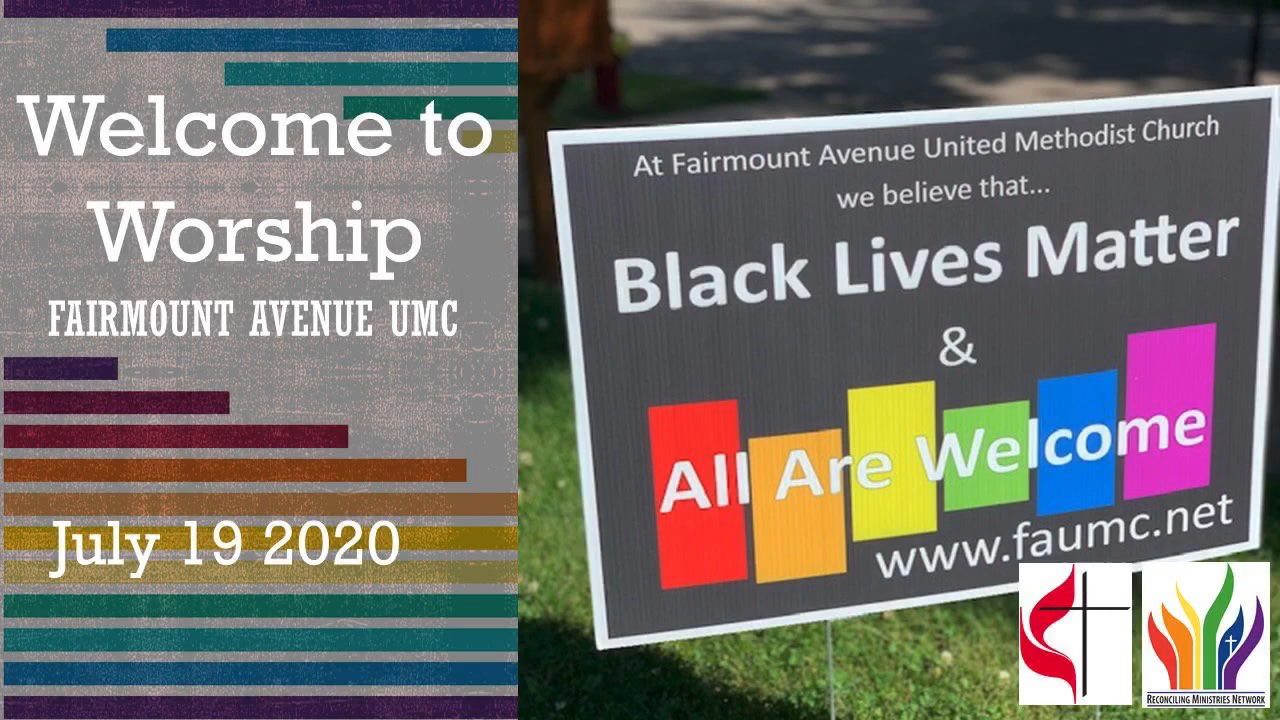 Welcome to
Worship
FAIRMOUNT AVENUE UMC
July 19 2020
At Fairmount Avenue United Methodist Church
we believe that...
Black Lives Matter
&
All Are Welcome
www.faumc.net
RECONCILING MINISTRIES NETWORK